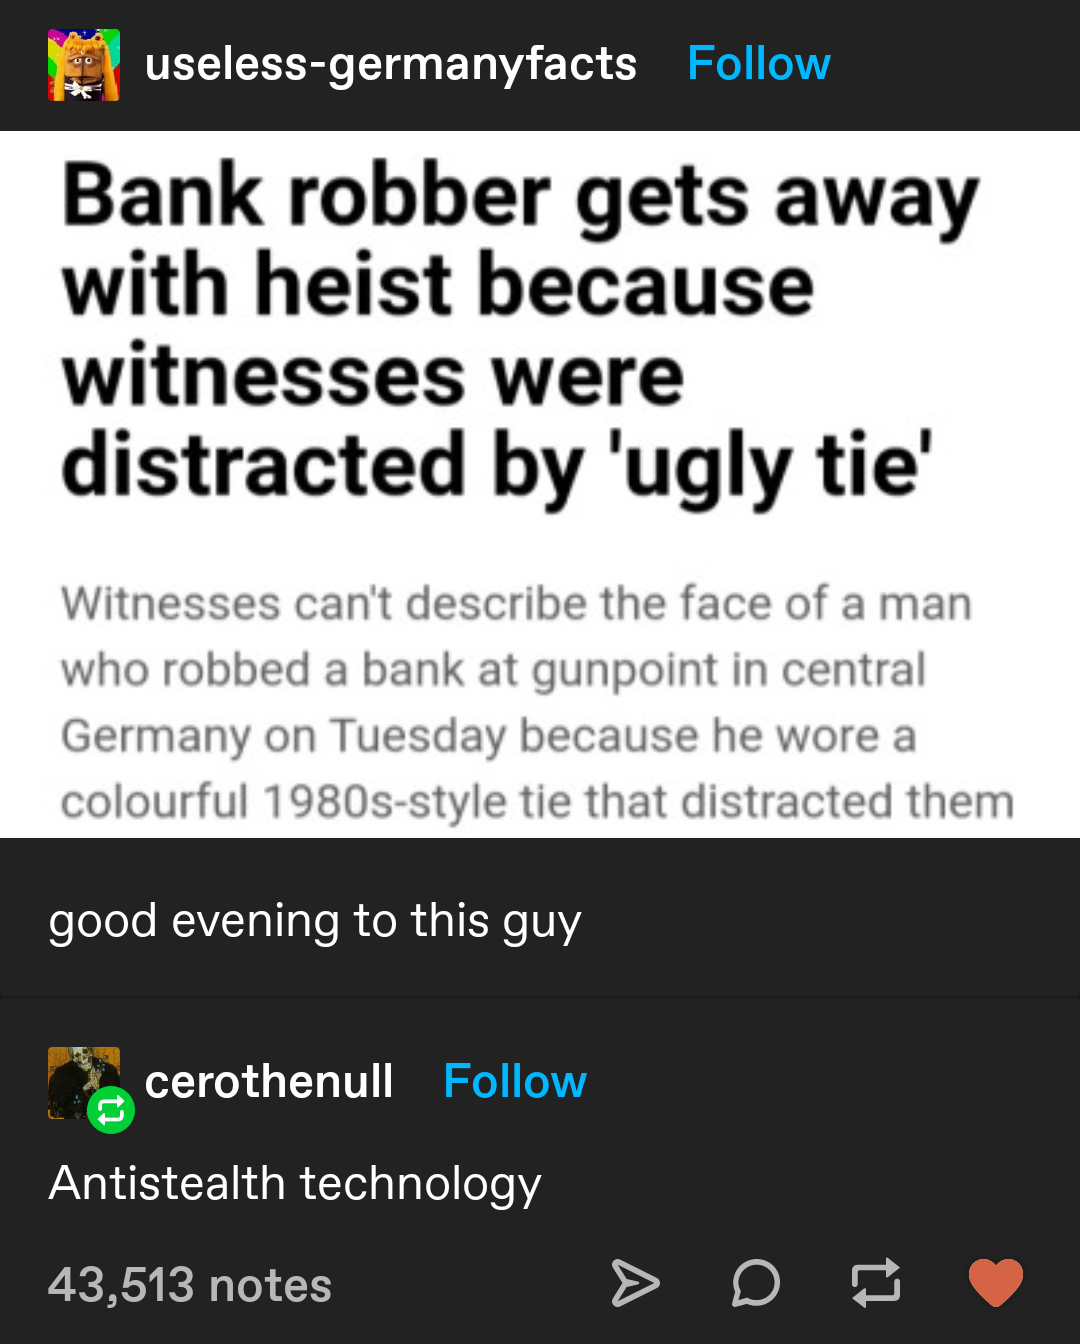 useless-germanyfacts Follow
Bank robber gets away
with heist because
witnesses were
distracted by 'ugly tie'
Witnesses can't describe the face of a man
who robbed a bank at gunpoint in central
Germany on Tuesday because he wore a
colourful 1980s-style tie that distracted them
good evening to this guy
cerothenull Follow
Antistealth technology
43,513 notes